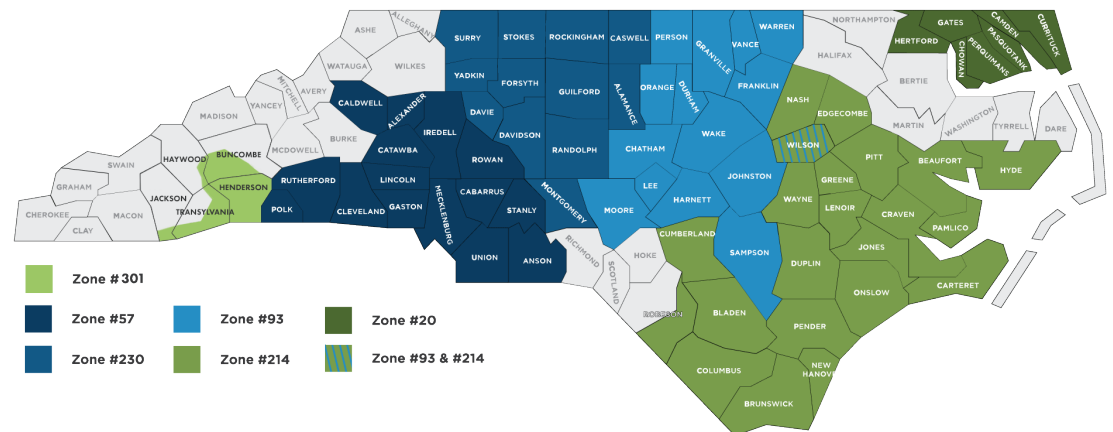 ASHE
ALLEGHANY
SURRY
STOKES
ROCKINGHAM
CASWELL
PERSON
GRANVILLE
VANCE
WARREN
NORTHAMPTON
HERTFORD
GATES
CAMDEN
CURRITUCK
PASQUOTANK
PERQUIMANS
CHOWAN
WATAUGA
WILKES
YADKIN
FORSYTH
GUILFORD
ALAMANCE
ORANGE
DURHAM
FRANKLIN
HALIFAX
BERTIE
MITCHELL
AVERY
YANCEY
MADISON
CALDWELL
ALEXANDER
DAVIE
IREDELL
DAVIDSON
NASH
EDGECOMBE
MARTIN
WASHINGTON
TYRRELL
DARE
BURKE
MCDOWELL
BUNCOMBE
HAYWOOD
SWAIN
CATAWBA
ROWAN
RANDOLPH
CHATHAM
WAKE
WILSON
PITT
BEAUFORT
HYDE
GRAHAM
JACKSON
HENDERSON
RUTHERFORD
LINCOLN
CABARRUS
STANLY
MONTGOMERY
LEE
HARNETT
JOHNSTON
GREENE
WAYNE
LENOIR
CRAVEN
PAMLICO
CHEROKEE
CLAY
MACON
TRANSYLVANIA
POLK
CLEVELAND
GASTON
MECKLENBURG
MOORE
CUMBERLAND
SAMPSON
DUPLIN
JONES
CARTERET
UNION
ANSON
RICHMOND
SCOTLAND
HOKE
ROBESON
BLADEN
ONSLOW
PENDER
COLUMBUS
NEW
HANOV
BRUNSWICK
Zone #301
Zone #57
Zone #93
Zone #20
Zone #230
Zone #214
Zone #93 & #214